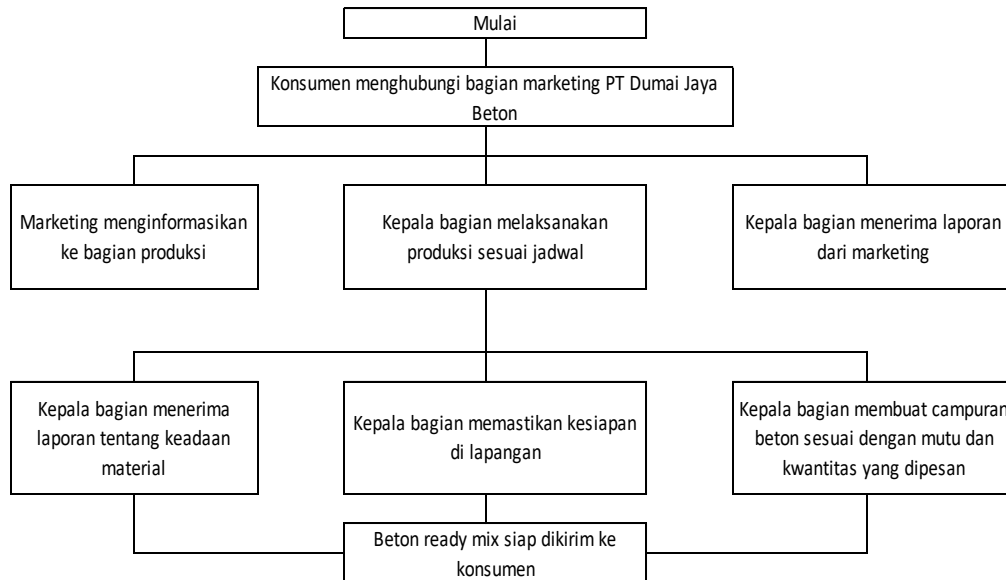 Mulai
Konsumen menghubungi bagian marketing PT Dumai Jaya
Beton
Marketing menginformasikan
ke bagian produksi
Kepala bagian melaksanakan
produksi sesuai jadwal
Kepala bagian menerima laporan
dari marketing
Kepala bagian menerima
laporan tentang keadaan
material
Kepala bagian memastikan kesiapan
di lapangan
Kepala bagian membuat campuran
beton sesuai dengan mutu dan
kwantitas yang dipesan
Beton ready mix siap dikirim ke
konsumen